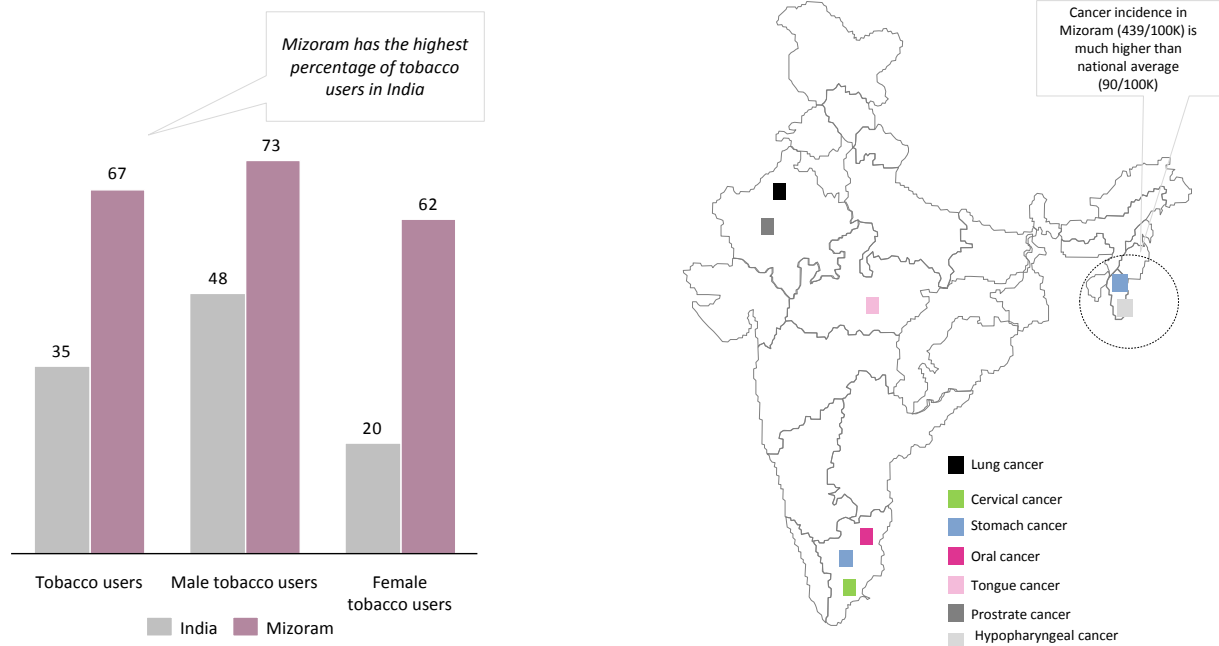 Mizoram has the highest
percentage of tobacco
users in India
67
73
62
48
35
20
Tobacco users
Male tobacco users
Female
tobacco users
India
Mizoram
Cancer incidence in
Mizoram (439/100K) is
much higher than
national average
(90/100K)
Lung cancer
Cervical cancer
Stomach cancer
Oral cancer
Tongue cancer
Prostrate cancer
Hypopharyngeal cancer